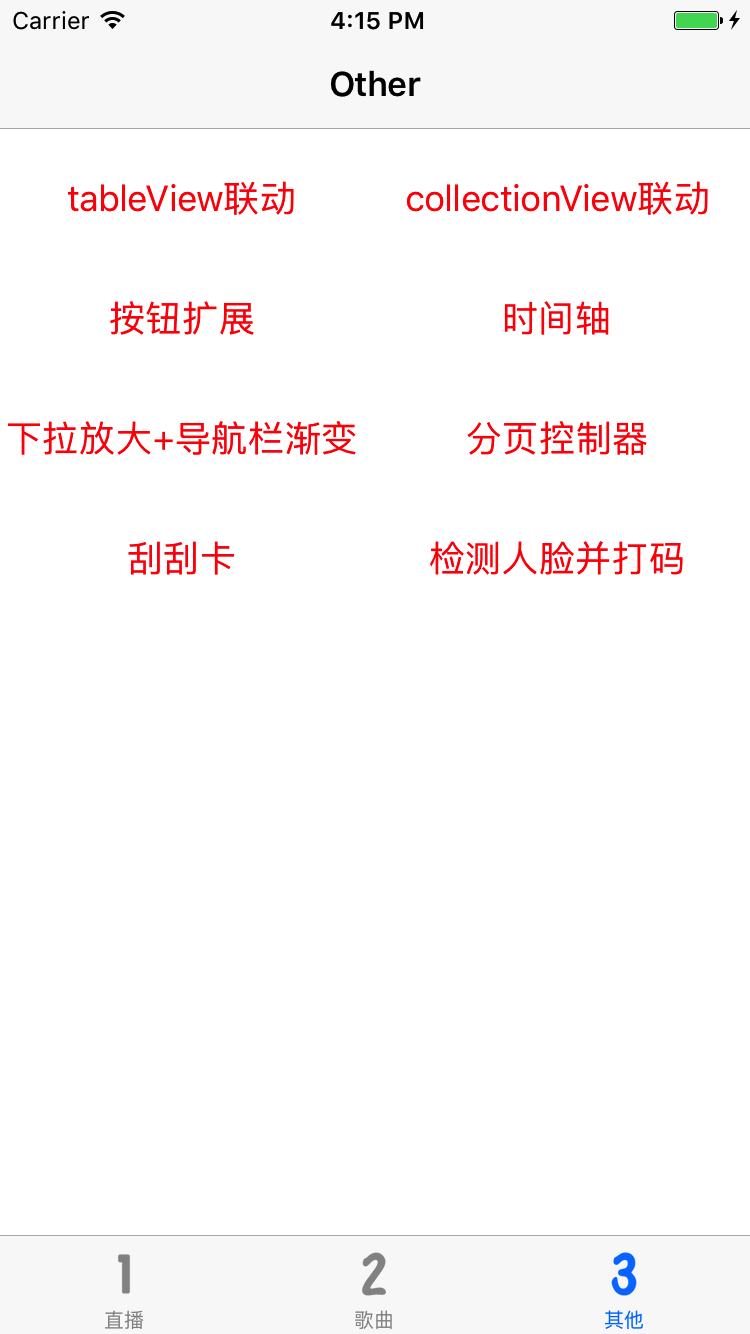 Carrier 4:15 PM
Other
tableView联动 collectionView联动
按钮扩展 时间轴
下拉放大+导航栏渐变 分页控制器
刮刮卡 检测人脸并打码
1 2 3
直播 歌曲 其他